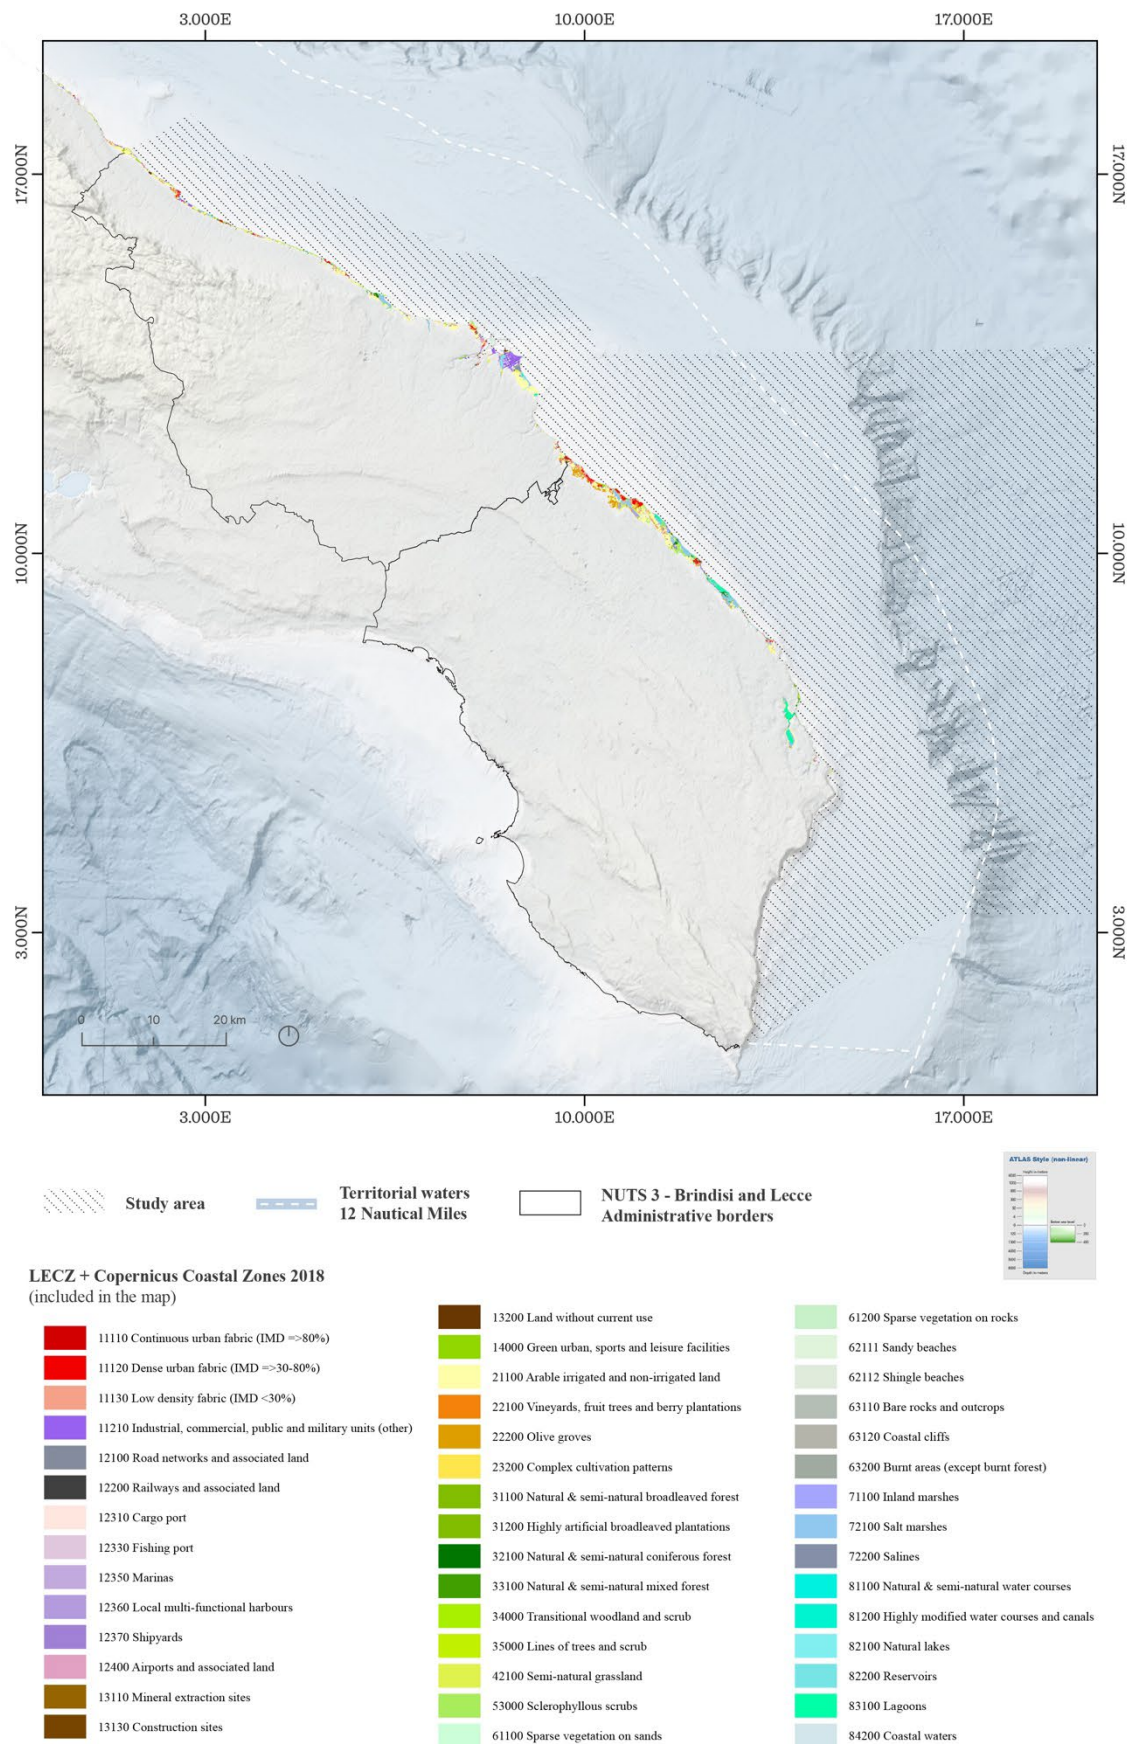 3.000E
10.000E
17.000E
17.000N
17.000N
10.000N
10.000N
3.000N
3.000N
0 10 20 km
3.000E
10.000E
17.000E
Study area
Territorial waters
12 Nautical Miles
NUTS 3 - Brindisi and Lecce
Administrative borders
ATLAS Style (non-linear)
LECZ + Copernicus Coastal Zones 2018
(included in the map)
11110 Continuous urban fabric (IMD =>80%)
11120 Dense urban fabric (IMD =>30-80%)
11130 Low density fabric (IMD <30%)
11210 Industrial, commercial, public and military units (other)
12100 Road networks and associated land
12200 Railways and associated land
12310 Cargo port
12330 Fishing port
12350 Marinas
12360 Local multi-functional harbours
12370 Shipyards
12400 Airports and associated land
13110 Mineral extraction sites
13130 Construction sites
13200 Land without current use
14000 Green urban, sports and leisure facilities
21100 Arable irrigated and non-irrigated land
22100 Vineyards, fruit trees and berry plantations
22200 Olive groves
23200 Complex cultivation patterns
31100 Natural & semi-natural broadleaved forest
31200 Highly artificial broadleaved plantations
32100 Natural & semi-natural coniferous forest
33100 Natural & semi-natural mixed forest
34000 Transitional woodland and scrub
35000 Lines of trees and scrub
42100 Semi-natural grassland
53000 Sclerophyllous scrubs
61100 Sparse vegetation on sands
61200 Sparse vegetation on rocks
62111 Sandy beaches
62112 Shingle beaches
63110 Bare rocks and outcrops
63120 Coastal cliffs
63200 Burnt areas (except burnt forest)
71100 Inland marshes
72100 Salt marshes
72200 Salines
81100 Natural & semi-natural water courses
81200 Highly modified water courses and canals
82100 Natural lakes
82200 Reservoirs
83100 Lagoons
84200 Coastal waters